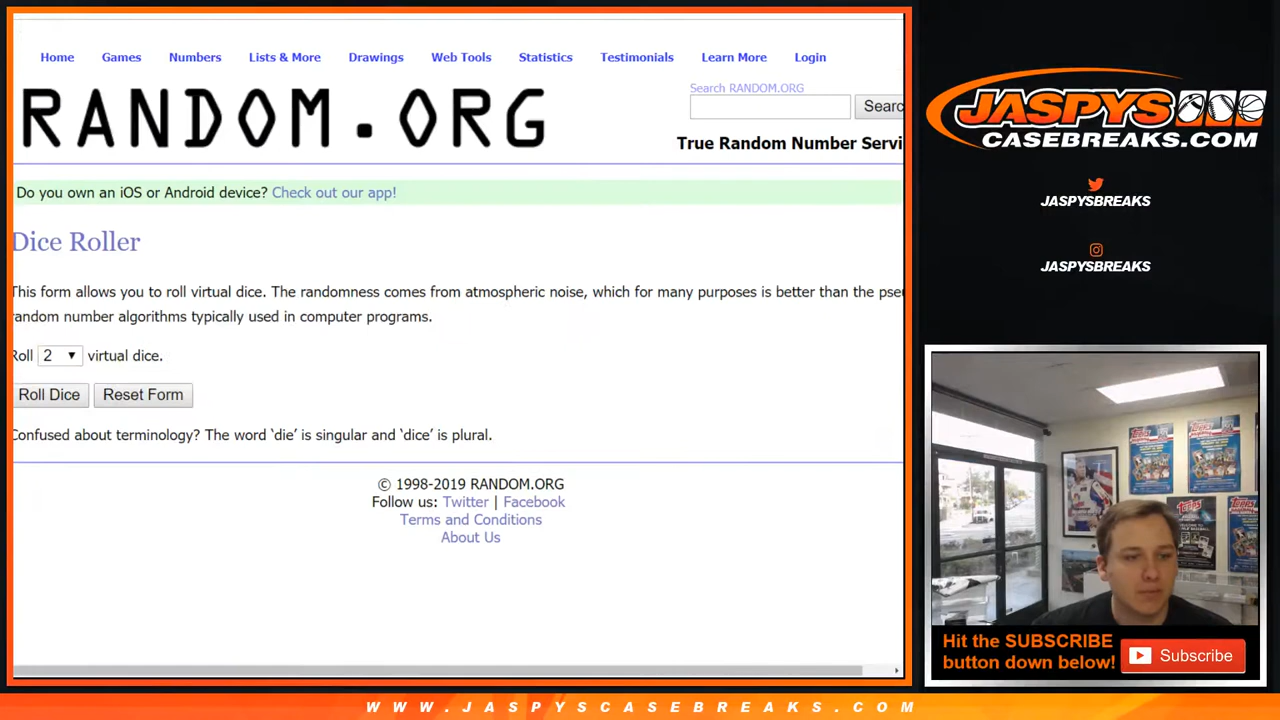 Home Games Numbers Lists & More Drawings Web Tools Statistics Testimonials Learn More Login
RANDOM.ORG
Search RANDOM.ORG
Searc
True Random Number Servi
Do you own an iOS or Android device? Check out our app!
Dice Roller
This form allows you to roll virtual dice. The randomness comes from atmospheric noise, which for many purposes is better than the pseu
random number algorithms typically used in computer programs.
Roll 2 virtual dice.
Roll Dice Reset Form
Confused about terminology? The word ‘die’ is singular and ‘dice’ is plural.
© 1998-2019 RANDOM.ORG
Follow us: Twitter | Facebook
Terms and Conditions
About Us
JASPYS
CASEBREAKS.COM
JASPYSBREAKS
JASPYSBREAKS
Topps
Hit the SUBSCRIBE
button down below!
Subscribe
WWW.JASPYSCASEBREAKS.COM